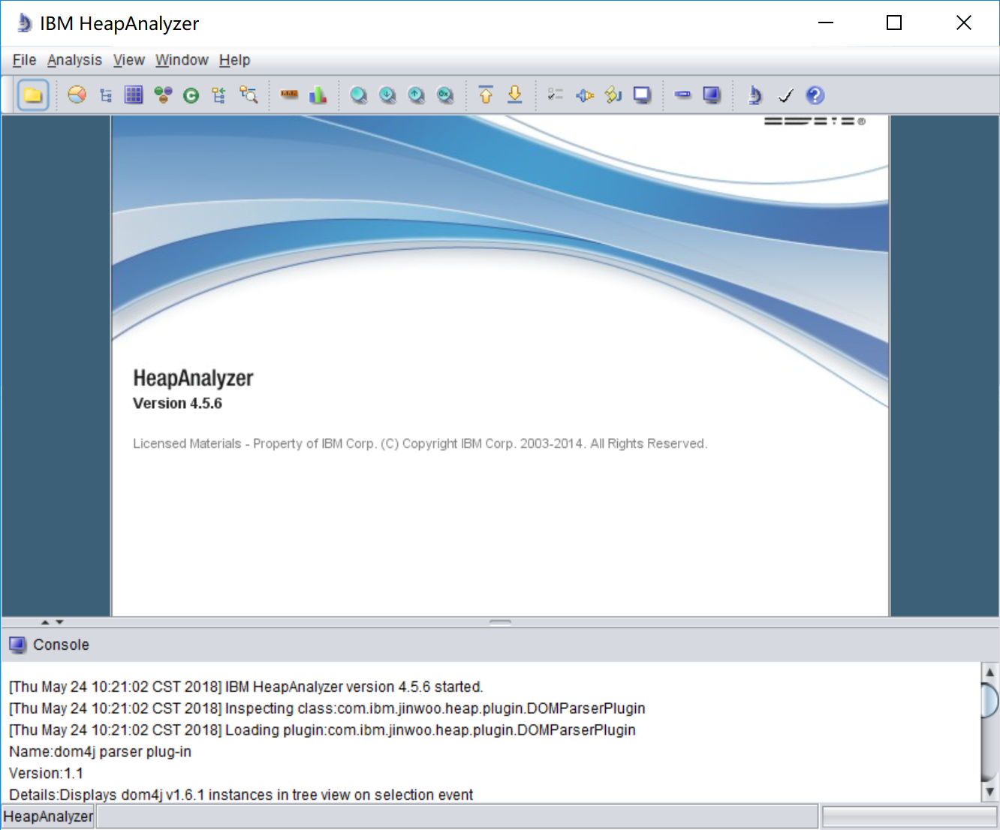 IBM HeapAnalyzer
File Analysis View Window Help
HeapAnalyzer
Version 4.5.6
Licensed Materials - Property of IBM Corp. (C) Copyright IBM Corp. 2003-2014. All Rights Reserved.
Console
[Thu May 24 10:21:02 CST 2018] IBM HeapAnalyzer version 4.5.6 started.
[Thu May 24 10:21:02 CST 2018] Inspecting class:com.ibm.jinwoo.heap.plugin.DOMParserPlugin
[Thu May 24 10:21:02 CST 2018] Loading plugin:com.ibm.jinwoo.heap.plugin.DOMParserPlugin
Name:dom4j parser plug-in
Version:1.1
Details:Displays dom4j v1.6.1 instances in tree view on selection event
HeapAnalyzer